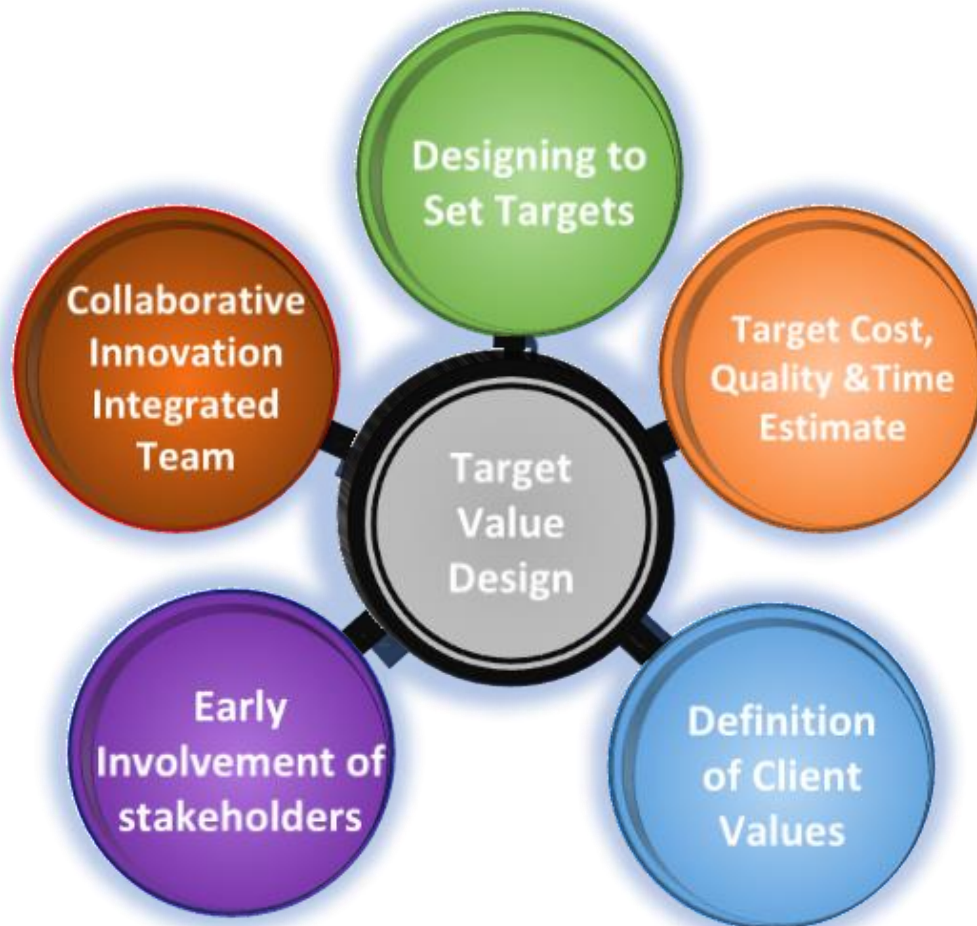 Designing to
Set Targets
Collaborative
Innovation
Integrated
Team
Target Cost,
Quality &Time
Estimate
Target
Value
Design
Early
Involvement of
stakeholders
Definition
of Client
Values